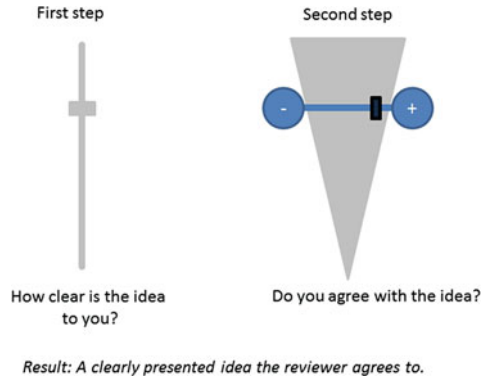 First step
Second step
-
+
How clear is the idea
to you?
Do you agree with the idea?
Result: A clearly presented idea the reviewer agrees to.